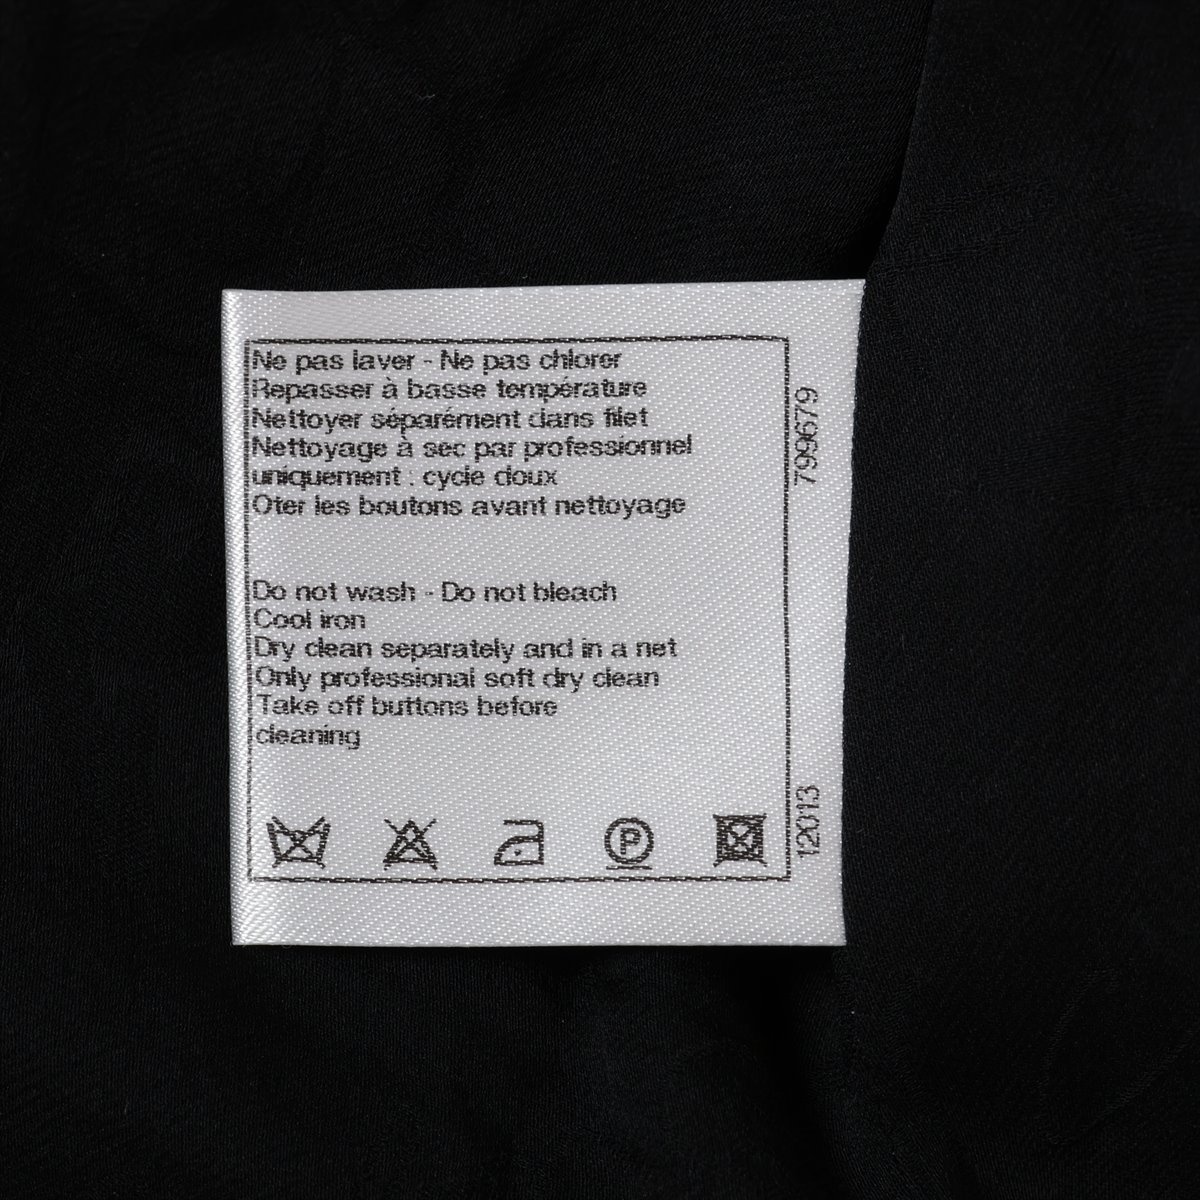 Ne pas laver - Ne pas chlorer
Repasser à basse température
Nettoyer séparément dans filet
Nettoyage à sec par professionnel
uniquement : cycle doux
Oter les boutons avant nettoyage
Do not wash - Do not bleach
Cool iron
Dry clean separately and in a net
Only professional soft dry clean
Take off buttons before
cleaning
P
799679
12013